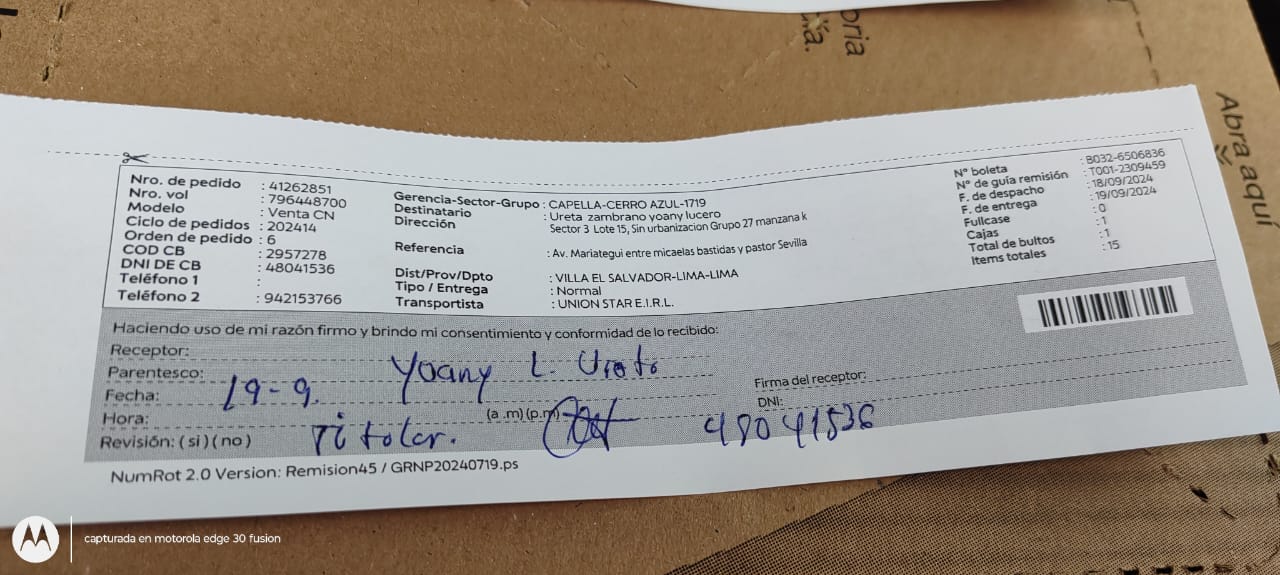 oria
a.
Abra aquí
Nro. de pedido : 41262851
Nro. vol : 796448700
Modelo : Venta CN
Ciclo de pedidos : 202414
Orden de pedido : 6
COD CB : 2957278
DNI DE CB : 48041536
Teléfono 1 :
Teléfono 2 : 942153766
Gerencia-Sector-Grupo : CAPELLA-CERRO AZUL-1719
Destinatario : Ureta zambrano yoany lucero
Dirección Sector 3 Lote 15, Sin urbanizacion Grupo 27 manzana k
Referencia : Av. Mariategui entre micaelas bastidas y pastor Sevilla
Dist/Prov/Dpto : VILLA EL SALVADOR-LIMA-LIMA
Tipo / Entrega : Normal
Transportista : UNION STAR E.I.R.L.
N° boleta : B032-6506836
N° de guía remisión : T001-2309459
F. de despacho : 18/09/2024
F. de entrega : 19/09/2024
Fullcase : 0
Cajas : 1
Total de bultos : 1
Items totales : 15
Haciendo uso de mi razón firmo y brindo mi consentimiento y conformidad de lo recibido:
Receptor:
Parentesco: Yoany L. Ureta
Fecha: 19-9.
Firma del receptor:
Hora: (a .m) (p.m)
DNI:
Revisión: ( si ) ( no ) Titolar. 48041536
NumRot 2.0 Version: Remision45 / GRNP20240719.ps
capturada en motorola edge 30 fusion